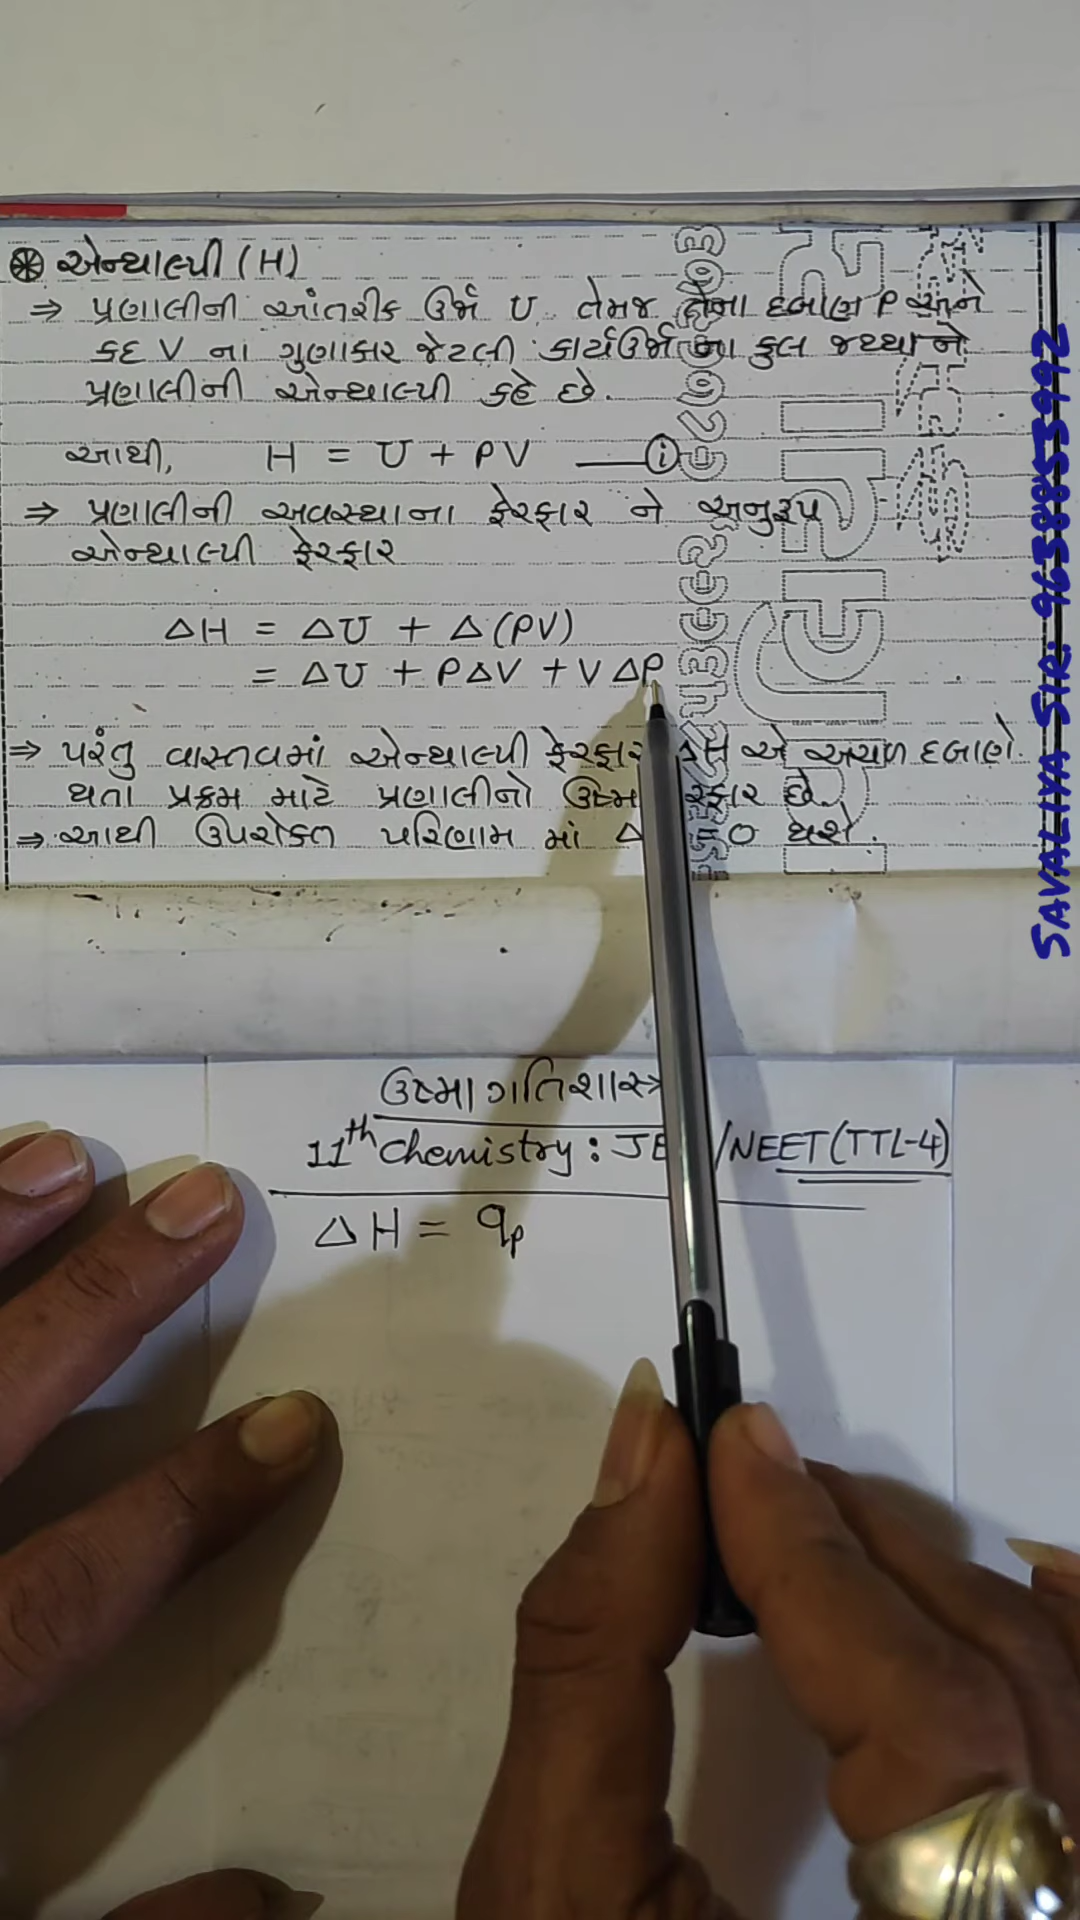 એન્થાલ્પી (H)
⇒ પ્રણાલીની આંતરીક ઉર્જા U તેમજ તેના દબાણ P અને
કદ V ના ગુણાકાર જેટલી કાર્યઉર્જા ના કુલ જથ્થા ને
પ્રણાલીની એન્થાલ્પી કહે છે.
આથી, H = U + PV —— (i)
⇒ પ્રણાલીની અવસ્થાના ફેરફાર ને અનુરૂપ
એન્થાલ્પી ફેરફાર
ΔH = ΔU + Δ(PV)
= ΔU + PΔV + VΔP
⇒ પરંતુ વાસ્તવમાં એન્થાલ્પી ફેરફાર ΔH એ અચળ દબાણે
થતા પ્રક્રમ માટે પ્રણાલીનો છે.
⇒ આથી ઉપરોક્ત પરિણામ માં Δ 0 થશે.
SAVALIYA SIR: 9638853992
ઉષ્માગતિશાસ્ત્ર
11th Chemistry: JE /NEET (TTL-4)
ΔH = qp